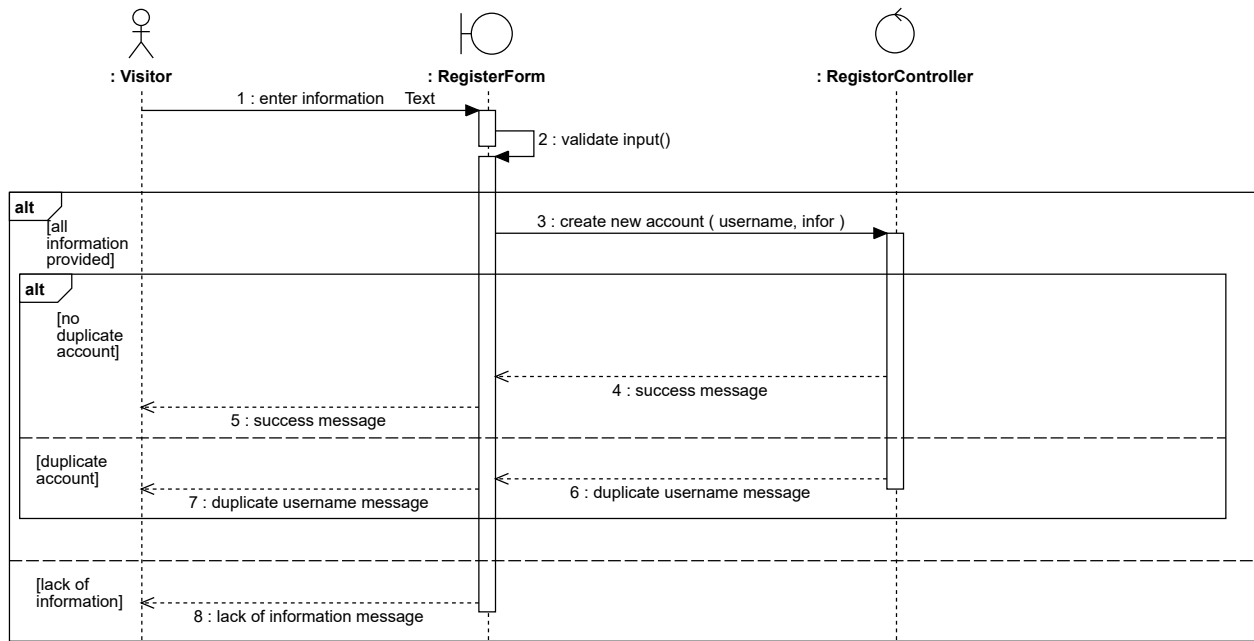 : Visitor
: RegisterForm
: RegistorController
1 : enter information
Text
2 : validate input()
alt
[all
information
provided]
3 : create new account ( username, infor )
alt
[no
duplicate
account]
4 : success message
5 : success message
[duplicate
account]
6 : duplicate username message
7 : duplicate username message
[lack of
information]
8 : lack of information message